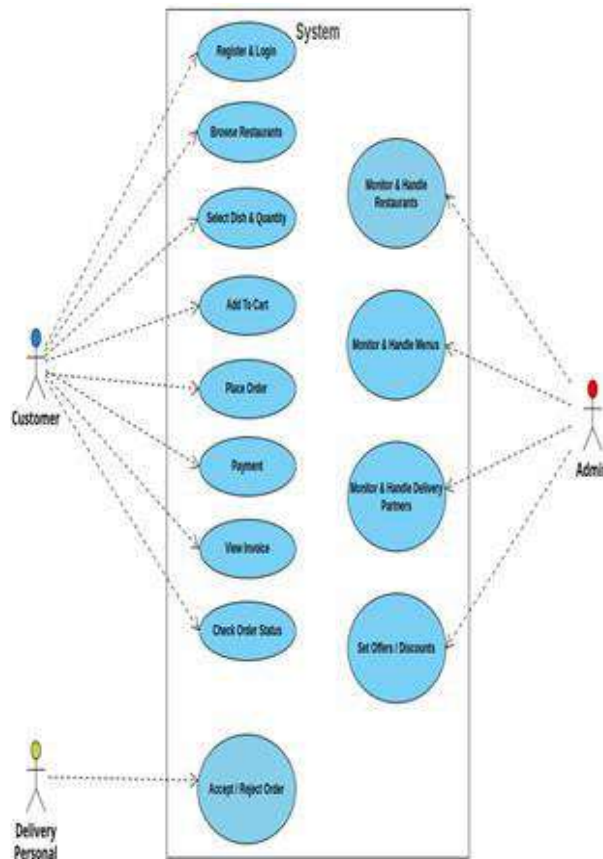 System
Register & Login
Browse Restaurants
Select Dish & Quantity
Add To Cart
Place Order
Payment
View Invoice
Check Order Status
Accept / Reject Order
Monitor & Handle
Restaurants
Monitor & Handle Menus
Monitor & Handle Delivery
Partners
Set Offers / Discounts
Customer
Delivery
Personal
Admi